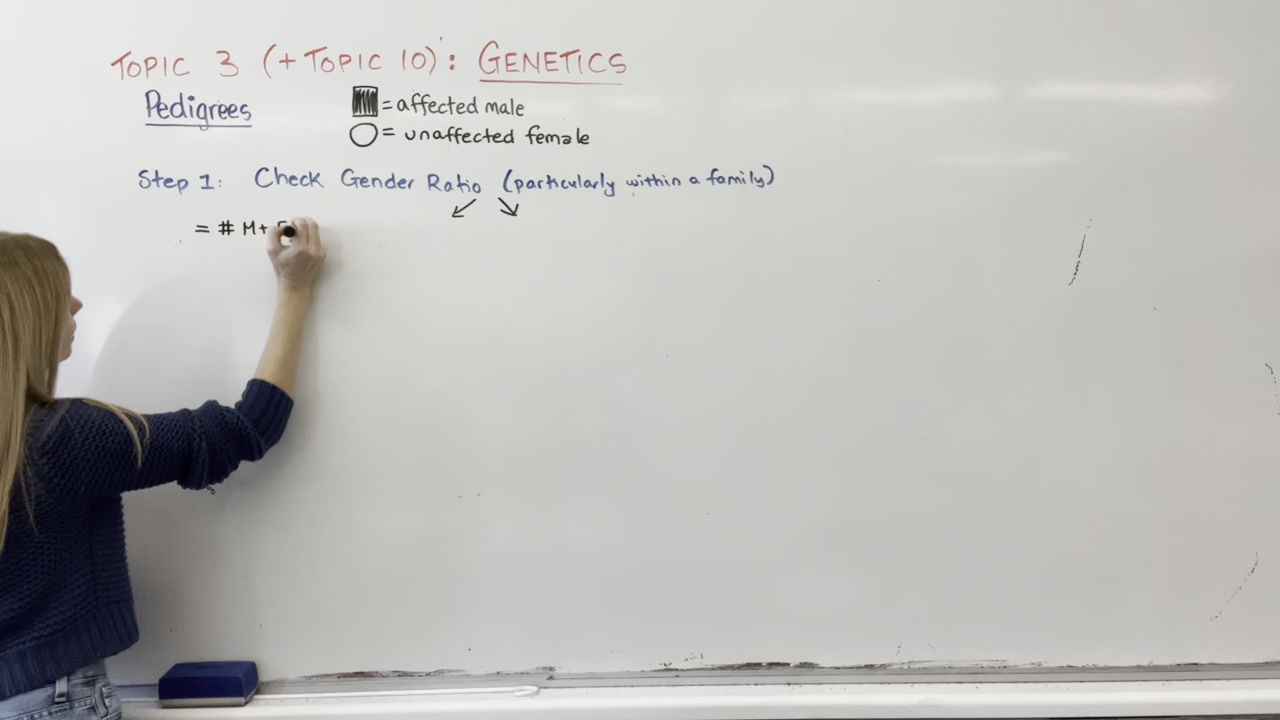 TOPIC 3 (+ TOPIC 10): GENETICS
Pedigrees
= affected male
= unaffected female
Step 1: Check Gender Ratio (particularly within a family)
= # M +